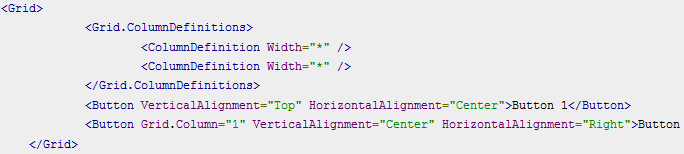 <Grid>
<Grid.ColumnDefinitions>
<ColumnDefinition Width="*" />
<ColumnDefinition Width="*" />
</Grid.ColumnDefinitions>
<Button VerticalAlignment="Top" HorizontalAlignment="Center">Button 1</Button>
<Button Grid.Column="1" VerticalAlignment="Center" HorizontalAlignment="Right">Button
</Grid>